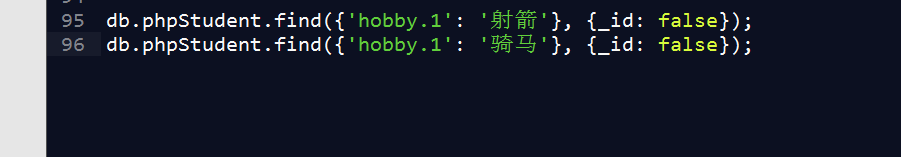 95 db.phpStudent.find({'hobby.1': '射箭'}, {_id: false});
96 db.phpStudent.find({'hobby.1': '骑马'}, {_id: false});